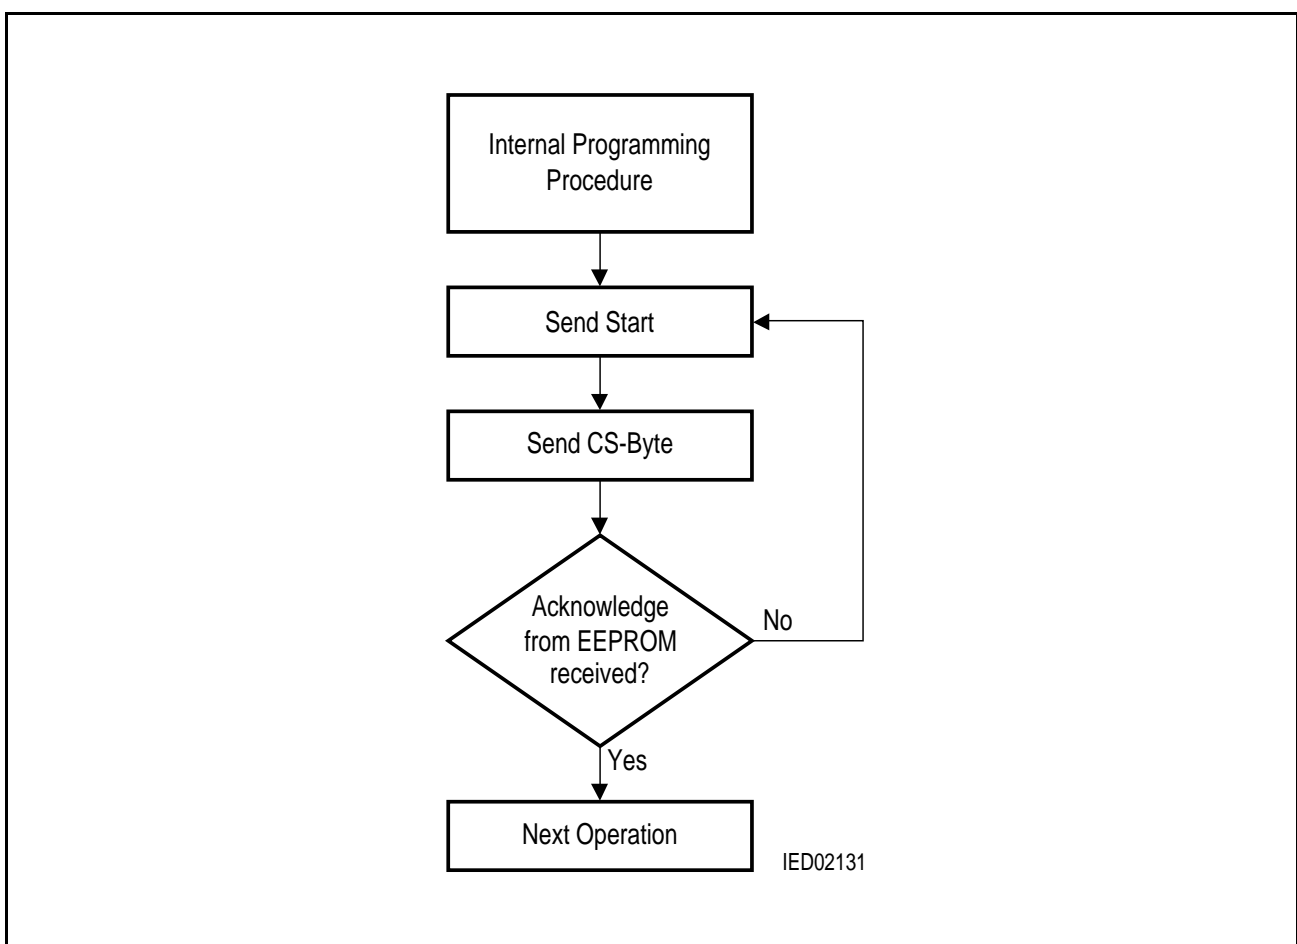 Internal Programming
Procedure
Send Start
Send CS-Byte
Acknowledge
from EEPROM
received?
No
Yes
Next Operation
IED02131